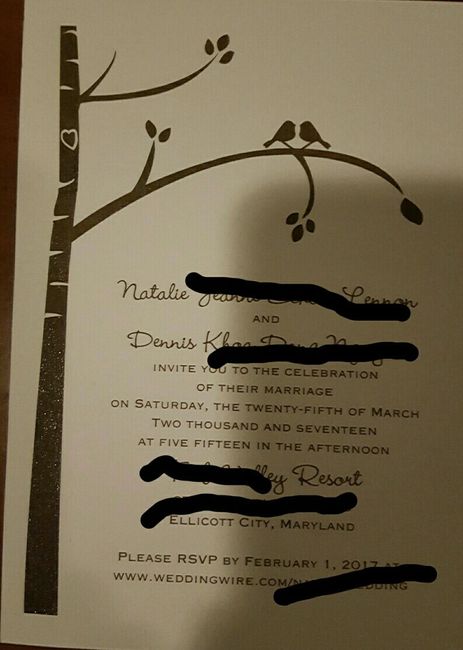 Natalie
AND
Dennis
INVITE YOU TO THE CELEBRATION
OF THEIR MARRIAGE
ON SATURDAY, THE TWENTY-FIFTH OF MARCH
TWO THOUSAND AND SEVENTEEN
AT FIVE FIFTEEN IN THE AFTERNOON
Resort
ELLICOTT CITY, MARYLAND
PLEASE RSVP BY FEBRUARY 1, 2017 AT
WWW.WEDDINGWIRE.COM/